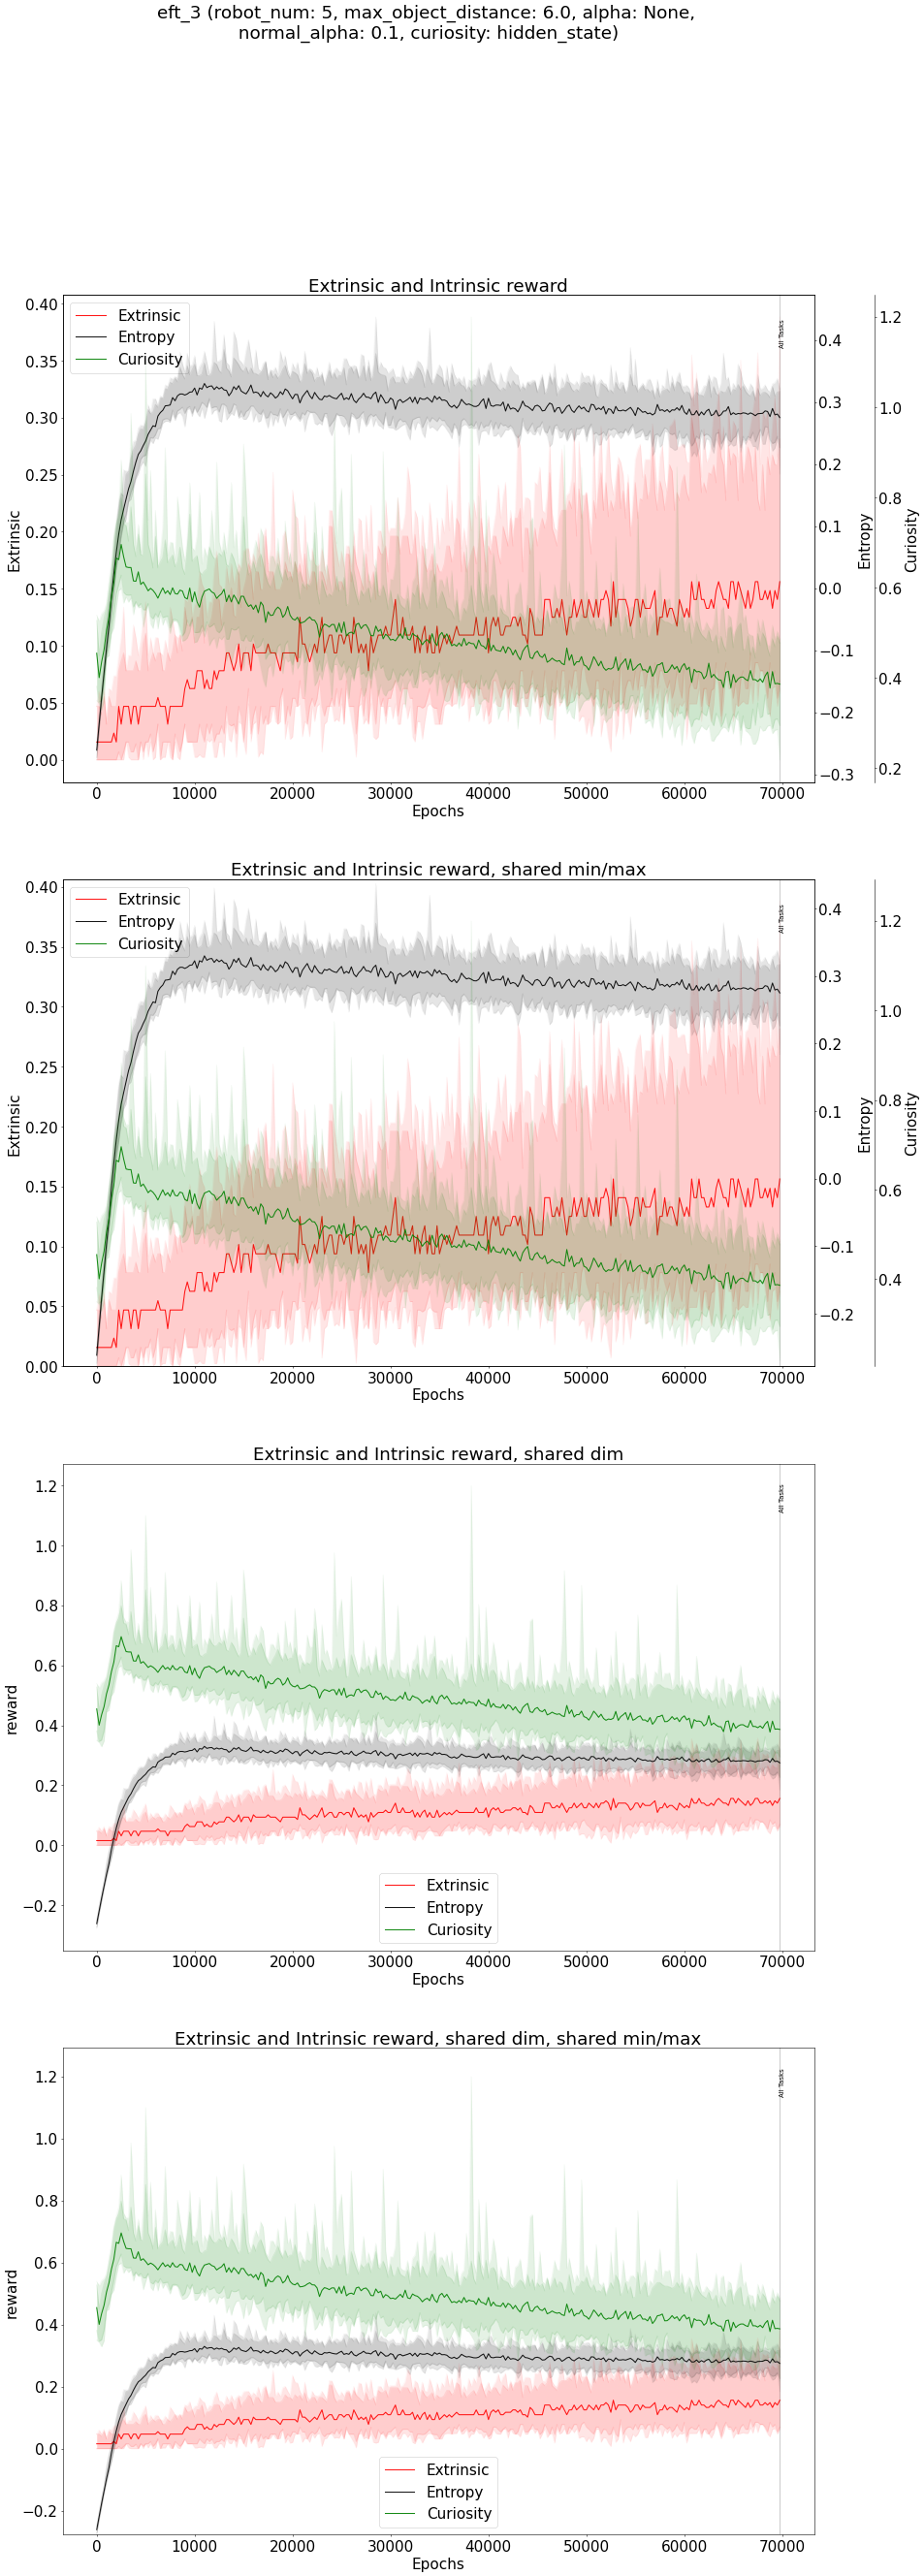 eft_3 (robot_num: 5, max_object_distance: 6.0, alpha: None,
normal_alpha: 0.1, curiosity: hidden_state)
Extrinsic and Intrinsic reward
Extrinsic
Entropy
Curiosity
All Tasks
0.40
0.35
0.30
0.25
0.20
0.15
0.10
0.05
0.00
Extrinsic
0.4
0.3
0.2
0.1
0.0
−0.1
−0.2
−0.3
Entropy
1.2
1.0
0.8
0.6
0.4
0.2
Curiosity
0 10000 20000 30000 40000 50000 60000 70000
Epochs
Extrinsic and Intrinsic reward, shared min/max
Extrinsic
Entropy
Curiosity
All Tasks
0.40
0.35
0.30
0.25
0.20
0.15
0.10
0.05
0.00
Extrinsic
0.4
0.3
0.2
0.1
0.0
−0.1
−0.2
Entropy
1.2
1.0
0.8
0.6
0.4
Curiosity
0 10000 20000 30000 40000 50000 60000 70000
Epochs
Extrinsic and Intrinsic reward, shared dim
All Tasks
1.2
1.0
0.8
0.6
0.4
0.2
0.0
−0.2
reward
Extrinsic
Entropy
Curiosity
0 10000 20000 30000 40000 50000 60000 70000
Epochs
Extrinsic and Intrinsic reward, shared dim, shared min/max
All Tasks
1.2
1.0
0.8
0.6
0.4
0.2
0.0
−0.2
reward
Extrinsic
Entropy
Curiosity
0 10000 20000 30000 40000 50000 60000 70000
Epochs